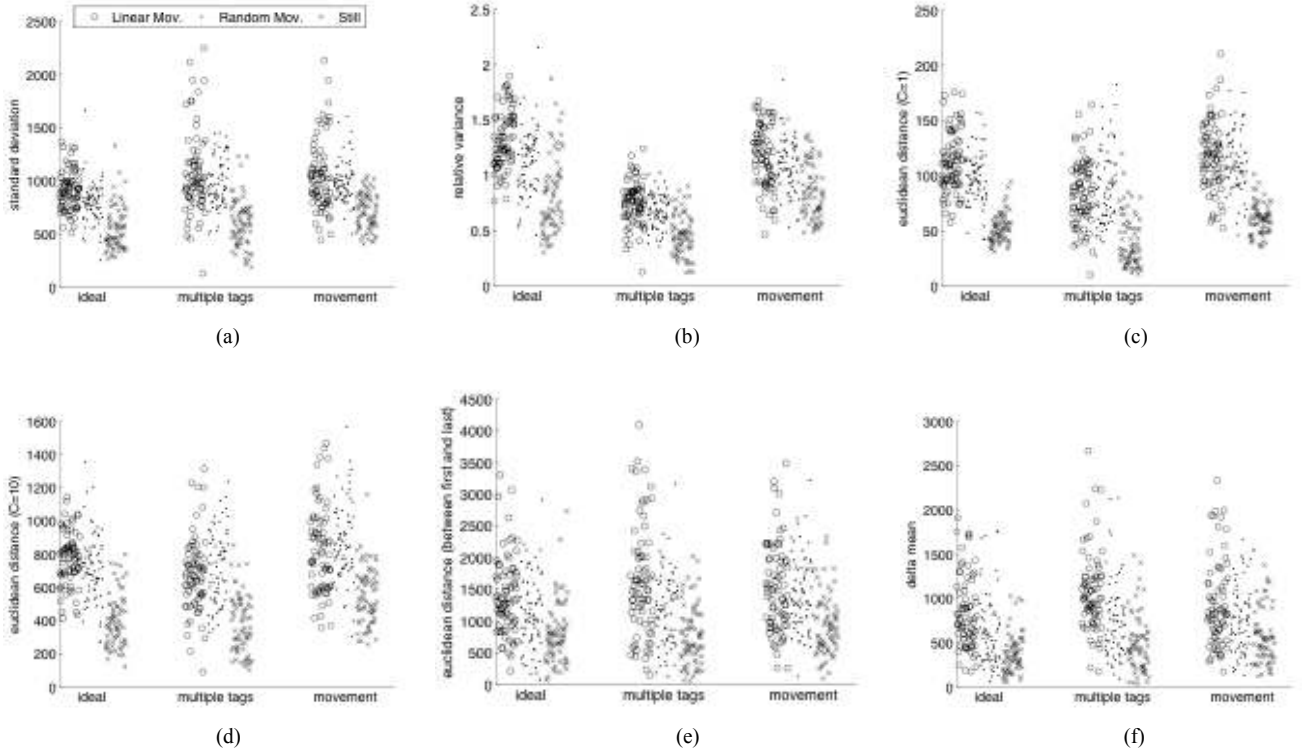 Linear Mov. Random Mov. Still
2500
2000
1500
1000
500
0
standard deviation
ideal multiple tags movement
(a)
2.5
2
1.5
1
0.5
0
relative variance
ideal multiple tags movement
(b)
250
200
150
100
50
0
euclidean distance (C=1)
ideal multiple tags movement
(c)
1600
1400
1200
1000
800
600
400
200
0
euclidean distance (C=10)
ideal multiple tags movement
(d)
4500
4000
3500
3000
2500
2000
1500
1000
500
0
euclidean distance (between first and last)
ideal multiple tags movement
(e)
3000
2500
2000
1500
1000
500
0
delta mean
ideal multiple tags movement
(f)